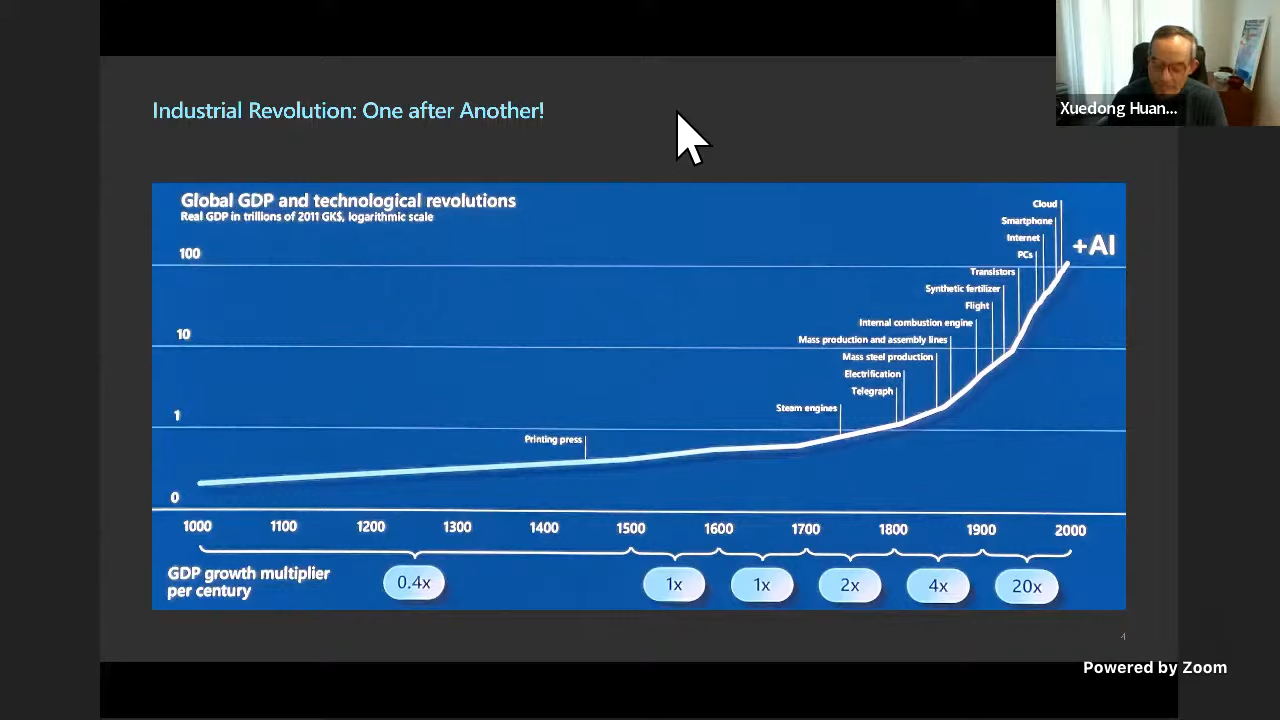 Industrial Revolution: One after Another!
Xuedong Huan...
Global GDP and technological revolutions
Real GDP in trillions of 2011 GK$, logarithmic scale
Cloud
Smartphone
Internet
+AI
100
PCs
Transistors
Synthetic fertilizer
Flight
Internal combustion engine
10
Mass production and assembly lines
Mass steel production
Electrification
Telegraph
Steam engines
1
Printing press
0
1000 1100 1200 1300 1400 1500 1600 1700 1800 1900 2000
GDP growth multiplier
per century
0.4x 1x 1x 2x 4x 20x
4
Powered by Zoom